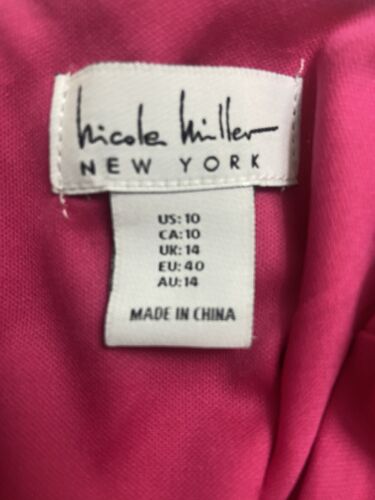 Nicole Miller
NEW YORK
US: 10
CA: 10
UK: 14
EU: 40
AU: 14
MADE IN CHINA